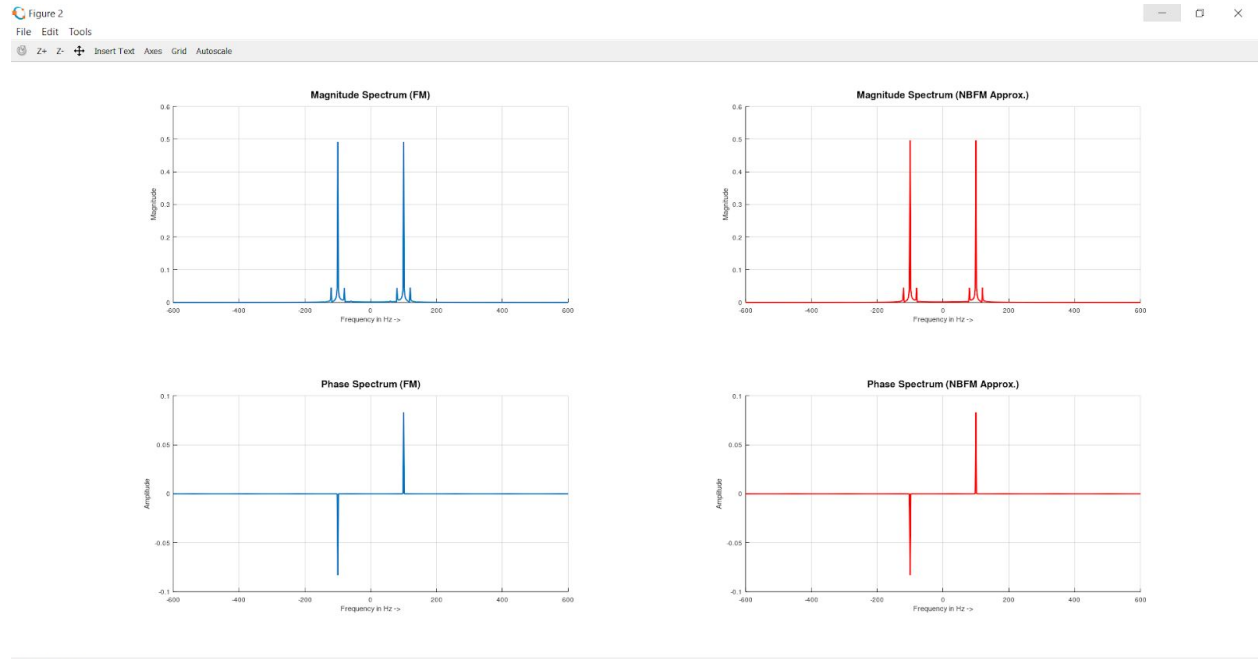 Figure 2
File Edit Tools
Z+ Z- Insert Text Axes Grid Autoscale
Magnitude Spectrum (FM)
0.6
0.5
0.4
0.3
0.2
0.1
0
Magnitude
-600 -400 -200 0 200 400 600
Frequency in Hz ->
Magnitude Spectrum (NBFM Approx.)
0.6
0.5
0.4
0.3
0.2
0.1
0
Magnitude
-600 -400 -200 0 200 400 600
Frequency in Hz ->
Phase Spectrum (FM)
0.1
0.05
0
-0.05
-0.1
Amplitude
-600 -400 -200 0 200 400 600
Frequency in Hz ->
Phase Spectrum (NBFM Approx.)
0.1
0.05
0
-0.05
-0.1
Amplitude
-600 -400 -200 0 200 400 600
Frequency in Hz ->